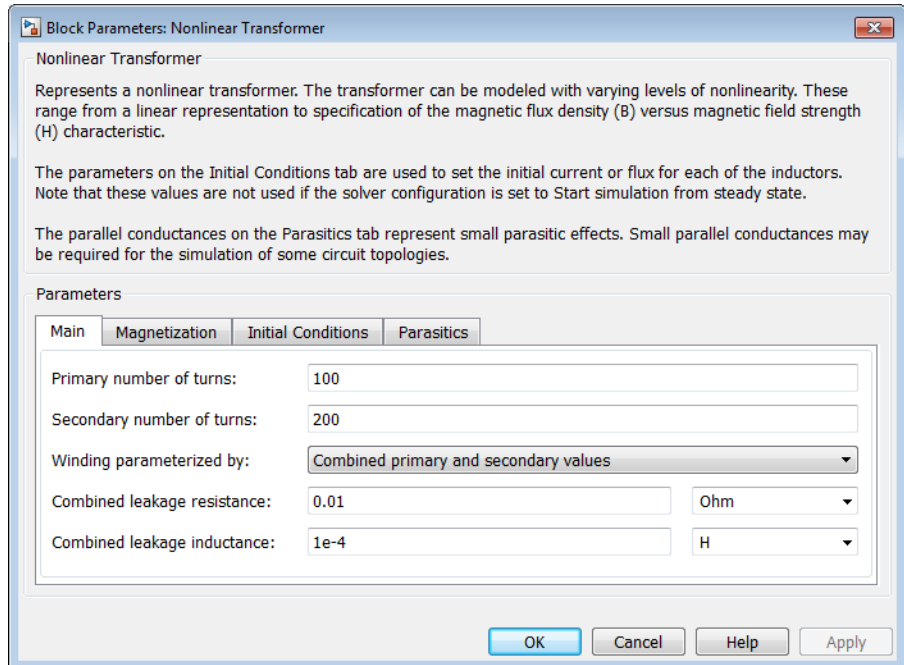 Block Parameters: Nonlinear Transformer
Nonlinear Transformer
Represents a nonlinear transformer. The transformer can be modeled with varying levels of nonlinearity. These
range from a linear representation to specification of the magnetic flux density (B) versus magnetic field strength
(H) characteristic.
The parameters on the Initial Conditions tab are used to set the initial current or flux for each of the inductors.
Note that these values are not used if the solver configuration is set to Start simulation from steady state.
The parallel conductances on the Parasitics tab represent small parasitic effects. Small parallel conductances may
be required for the simulation of some circuit topologies.
Parameters
Main Magnetization Initial Conditions Parasitics
Primary number of turns: 100
Secondary number of turns: 200
Winding parameterized by: Combined primary and secondary values
Combined leakage resistance: 0.01 Ohm
Combined leakage inductance: 1e-4 H
OK Cancel Help Apply